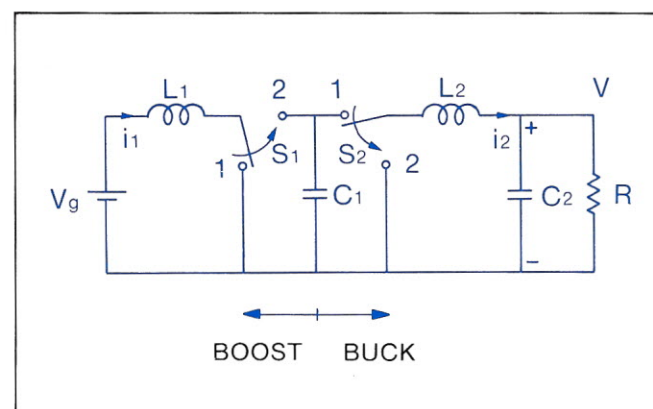 L1 2 1 L2 V
i1 1 S1 S2 2 i2 +
Vg C1 C2 R
−
BOOST BUCK